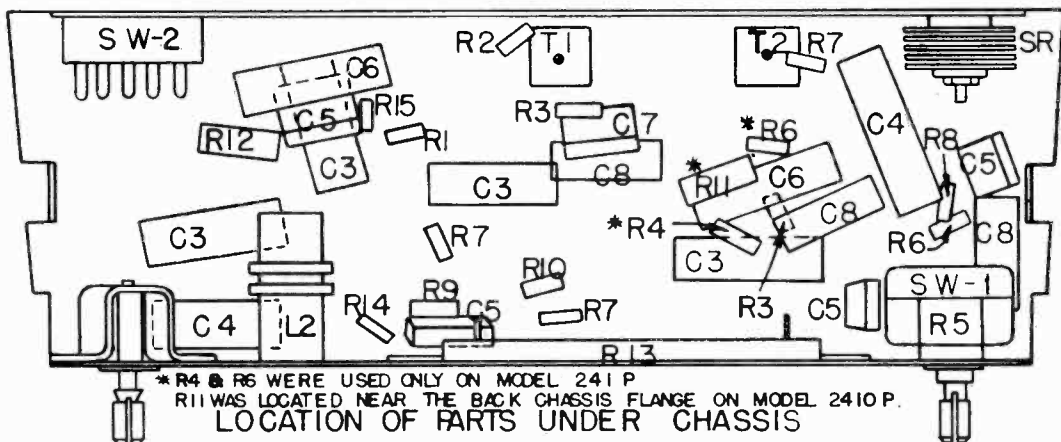 SW-2
R2
T1
T2
R7
SR
C6
C5
R15
R12
R1
C3
R3
C7
C8
C3
* R6
C4
R8
C5
* R11
C6
C8
* R4
C3
R3
R6
C8
C3
R7
R10
R9
C5
R7
R14
C4
L2
R13
C5
SW-1
R5
* R4 & R6 WERE USED ONLY ON MODEL 241 P
R11 WAS LOCATED NEAR THE BACK CHASSIS FLANGE ON MODEL 2410 P.
LOCATION OF PARTS UNDER CHASSIS